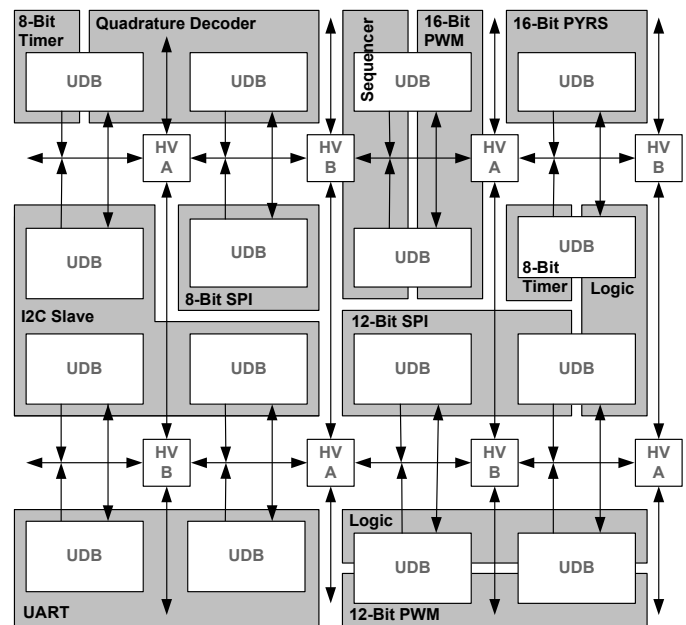 8-Bit
Timer
Quadrature Decoder
Sequencer
16-Bit
PWM
16-Bit PYRS
UDB
UDB
UDB
UDB
HV
A
HV
B
HV
A
HV
B
UDB
UDB
UDB
UDB
8-Bit SPI
8-Bit
Timer
Logic
I2C Slave
12-Bit SPI
UDB
UDB
UDB
UDB
HV
B
HV
A
HV
B
HV
A
Logic
UDB
UDB
UDB
UDB
UART
12-Bit PWM